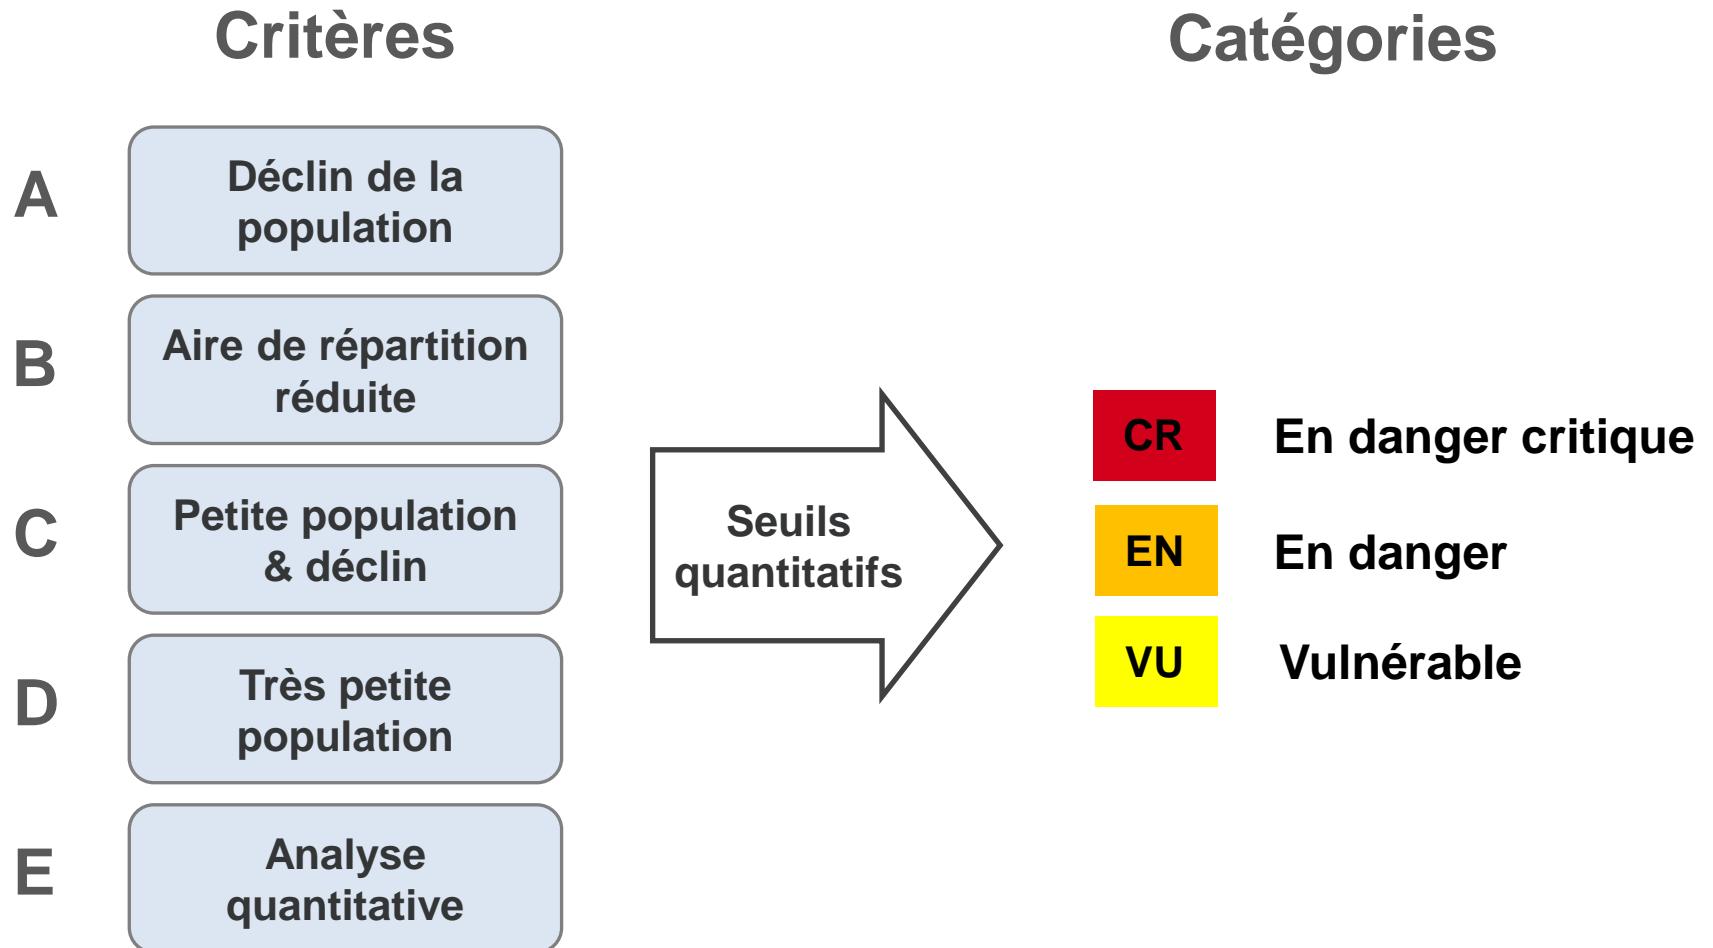 Critères
Catégories
A
Déclin de la
population
B
Aire de répartition
réduite
C
Petite population
& déclin
D
Très petite
population
E
Analyse
quantitative
Seuils
quantitatifs
CR
En danger critique
EN
En danger
VU
Vulnérable